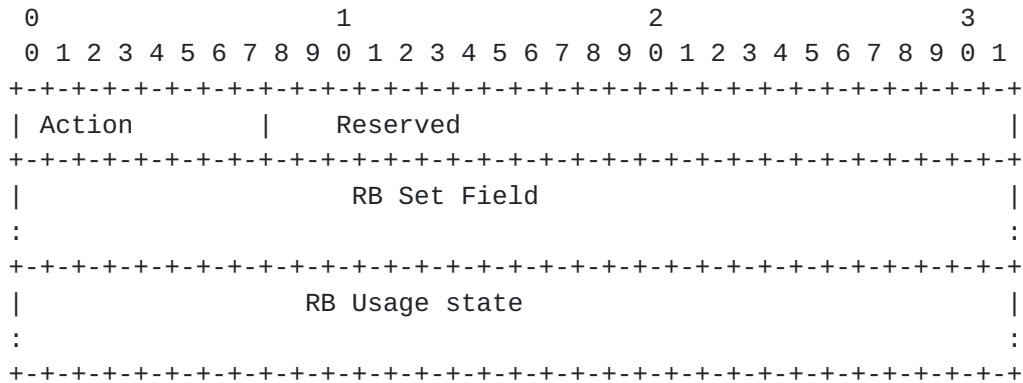 0                   1                   2                   3
 0 1 2 3 4 5 6 7 8 9 0 1 2 3 4 5 6 7 8 9 0 1 2 3 4 5 6 7 8 9 0 1
+-+-+-+-+-+-+-+-+-+-+-+-+-+-+-+-+-+-+-+-+-+-+-+-+-+-+-+-+-+-+-+-+
| Action        |    Reserved                                   |
+-+-+-+-+-+-+-+-+-+-+-+-+-+-+-+-+-+-+-+-+-+-+-+-+-+-+-+-+-+-+-+-+
|                     RB Set Field                              |
:                                                               :
+-+-+-+-+-+-+-+-+-+-+-+-+-+-+-+-+-+-+-+-+-+-+-+-+-+-+-+-+-+-+-+-+
|                  RB Usage state                               |
:                                                               :
+-+-+-+-+-+-+-+-+-+-+-+-+-+-+-+-+-+-+-+-+-+-+-+-+-+-+-+-+-+-+-+-+